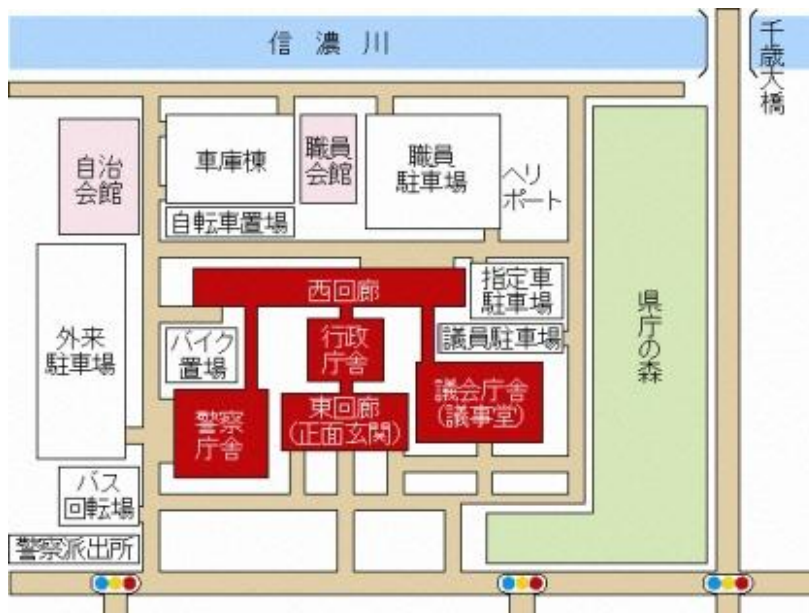 信濃川
千歳大橋
自治
会館
車庫棟
職員
会館
職員
駐車場
ヘリ
ポート
自転車置場
西回廊
指定車
駐車場
県庁の森
外来
駐車場
バイク
置場
行政
庁舎
議員駐車場
警察
庁舎
東回廊
(正面玄関)
議会庁舎
(議事堂)
バス
回転場
警察派出所